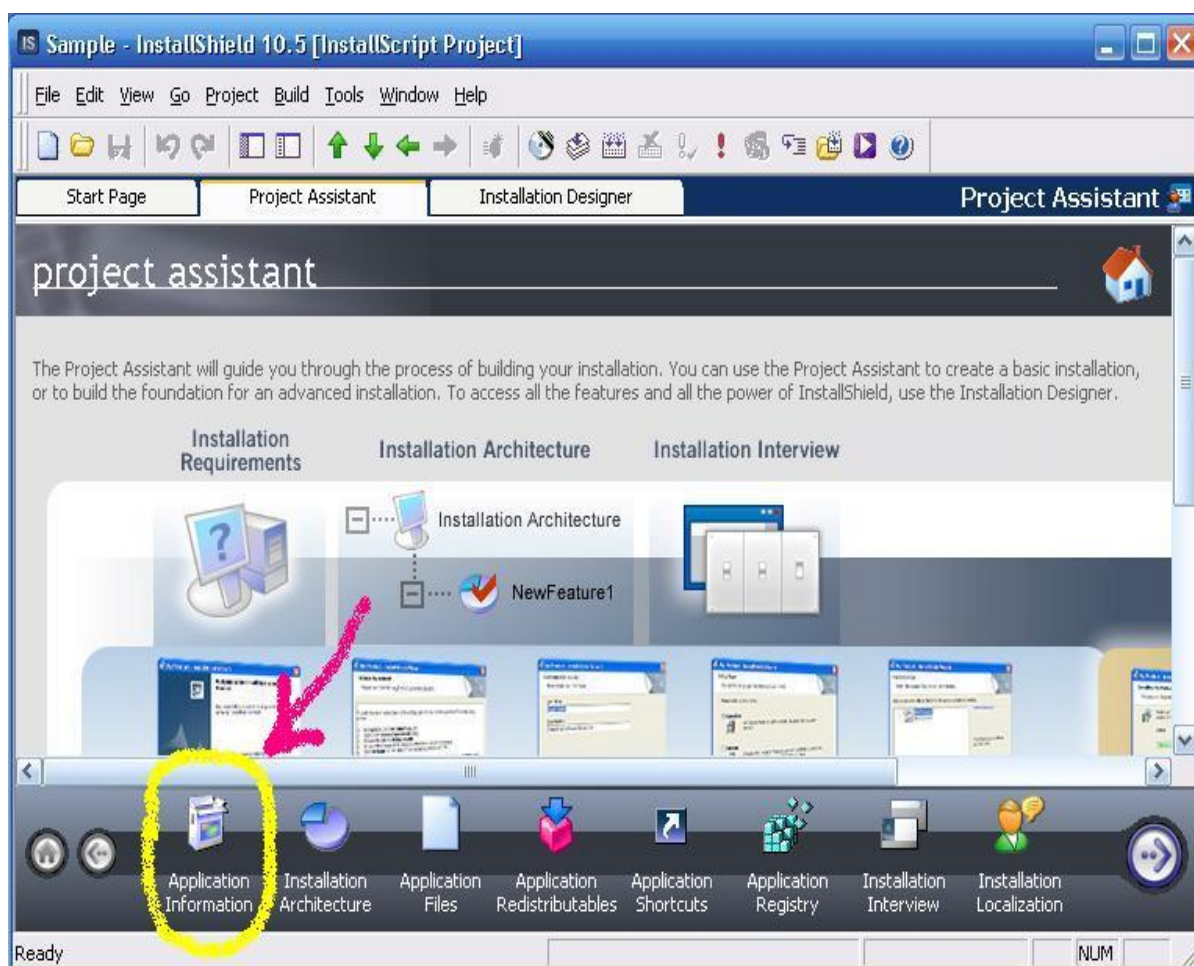 IS Sample - InstallShield 10.5 [InstallScript Project]
File Edit View Go Project Build Tools Window Help
Start Page Project Assistant Installation Designer Project Assistant
project assistant
The Project Assistant will guide you through the process of building your installation. You can use the Project Assistant to create a basic installation,
or to build the foundation for an advanced installation. To access all the features and all the power of InstallShield, use the Installation Designer.
Installation
Requirements
Installation Architecture
Installation Interview
Installation Architecture
NewFeature1
Application
Information
Installation
Architecture
Application
Files
Application
Redistributables
Application
Shortcuts
Application
Registry
Installation
Interview
Installation
Localization
Ready NUM